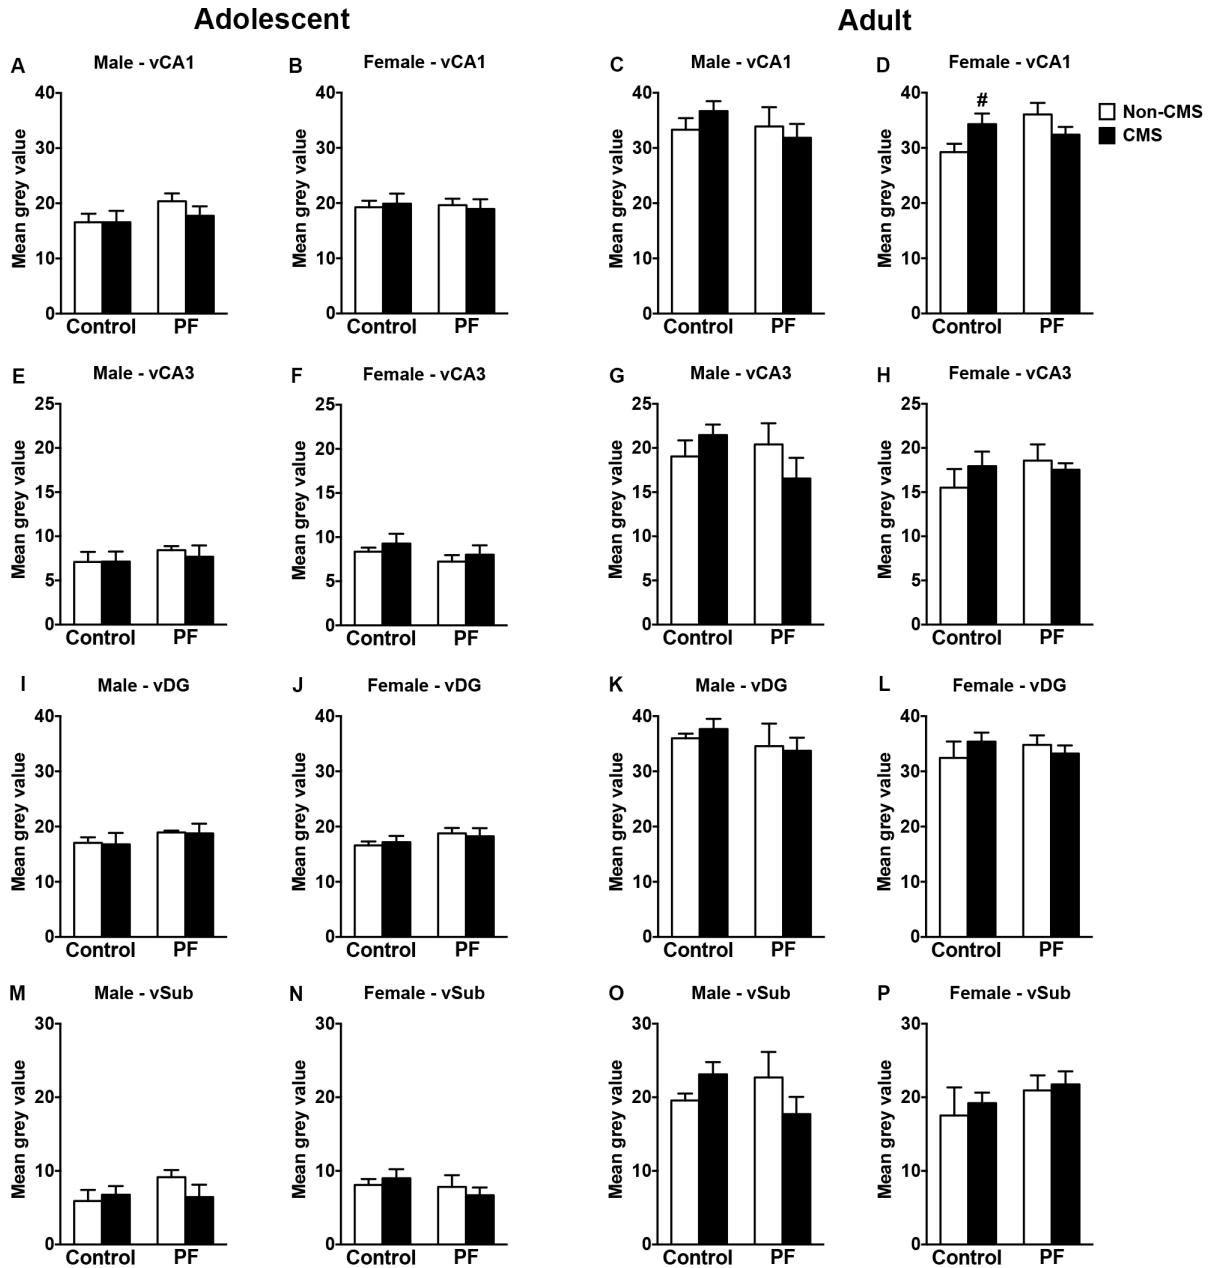 Adolescent
Adult
A
Male - vCA1
Mean grey value
40
30
20
10
0
Control
PF
B
Female - vCA1
Mean grey value
40
30
20
10
0
Control
PF
C
Male - vCA1
Mean grey value
40
30
20
10
0
Control
PF
D
Female - vCA1
Mean grey value
40
30
20
10
0
#
Control
PF
Non-CMS
CMS
E
Male - vCA3
Mean grey value
25
20
15
10
5
0
Control
PF
F
Female - vCA3
Mean grey value
25
20
15
10
5
0
Control
PF
G
Male - vCA3
Mean grey value
25
20
15
10
5
0
Control
PF
H
Female - vCA3
Mean grey value
25
20
15
10
5
0
Control
PF
I
Male - vDG
Mean grey value
40
30
20
10
0
Control
PF
J
Female - vDG
Mean grey value
40
30
20
10
0
Control
PF
K
Male - vDG
Mean grey value
40
30
20
10
0
Control
PF
L
Female - vDG
Mean grey value
40
30
20
10
0
Control
PF
M
Male - vSub
Mean grey value
30
20
10
0
Control
PF
N
Female - vSub
Mean grey value
30
20
10
0
Control
PF
O
Male - vSub
Mean grey value
30
20
10
0
Control
PF
P
Female - vSub
Mean grey value
30
20
10
0
Control
PF